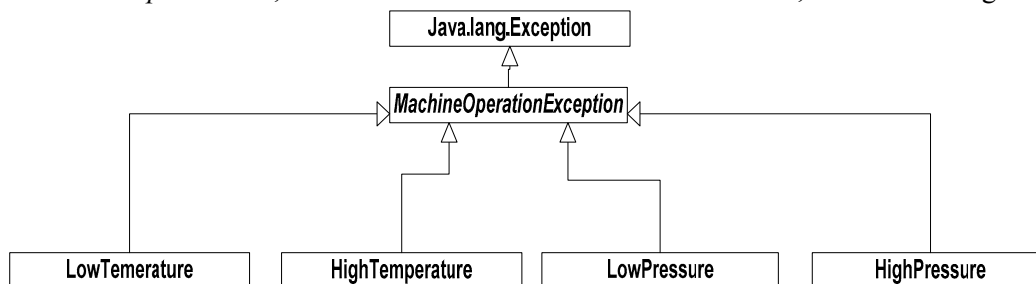 Java.lang.Exception
MachineOperationException
LowTemerature
HighTemperature
LowPressure
HighPressure